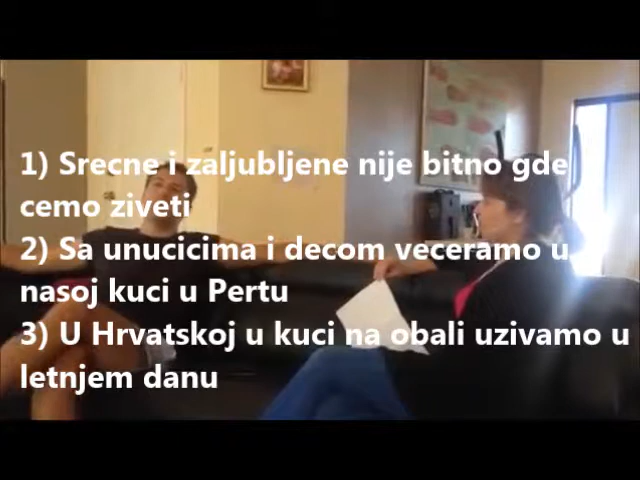 1) Srecne i zaljubljene nije bitno gde
cemo ziveti
2) Sa unucicima i decom veceramo u
nasoj kuci u Pertu
3) U Hrvatskoj u kuci na obali uzivamo u
letnjem danu